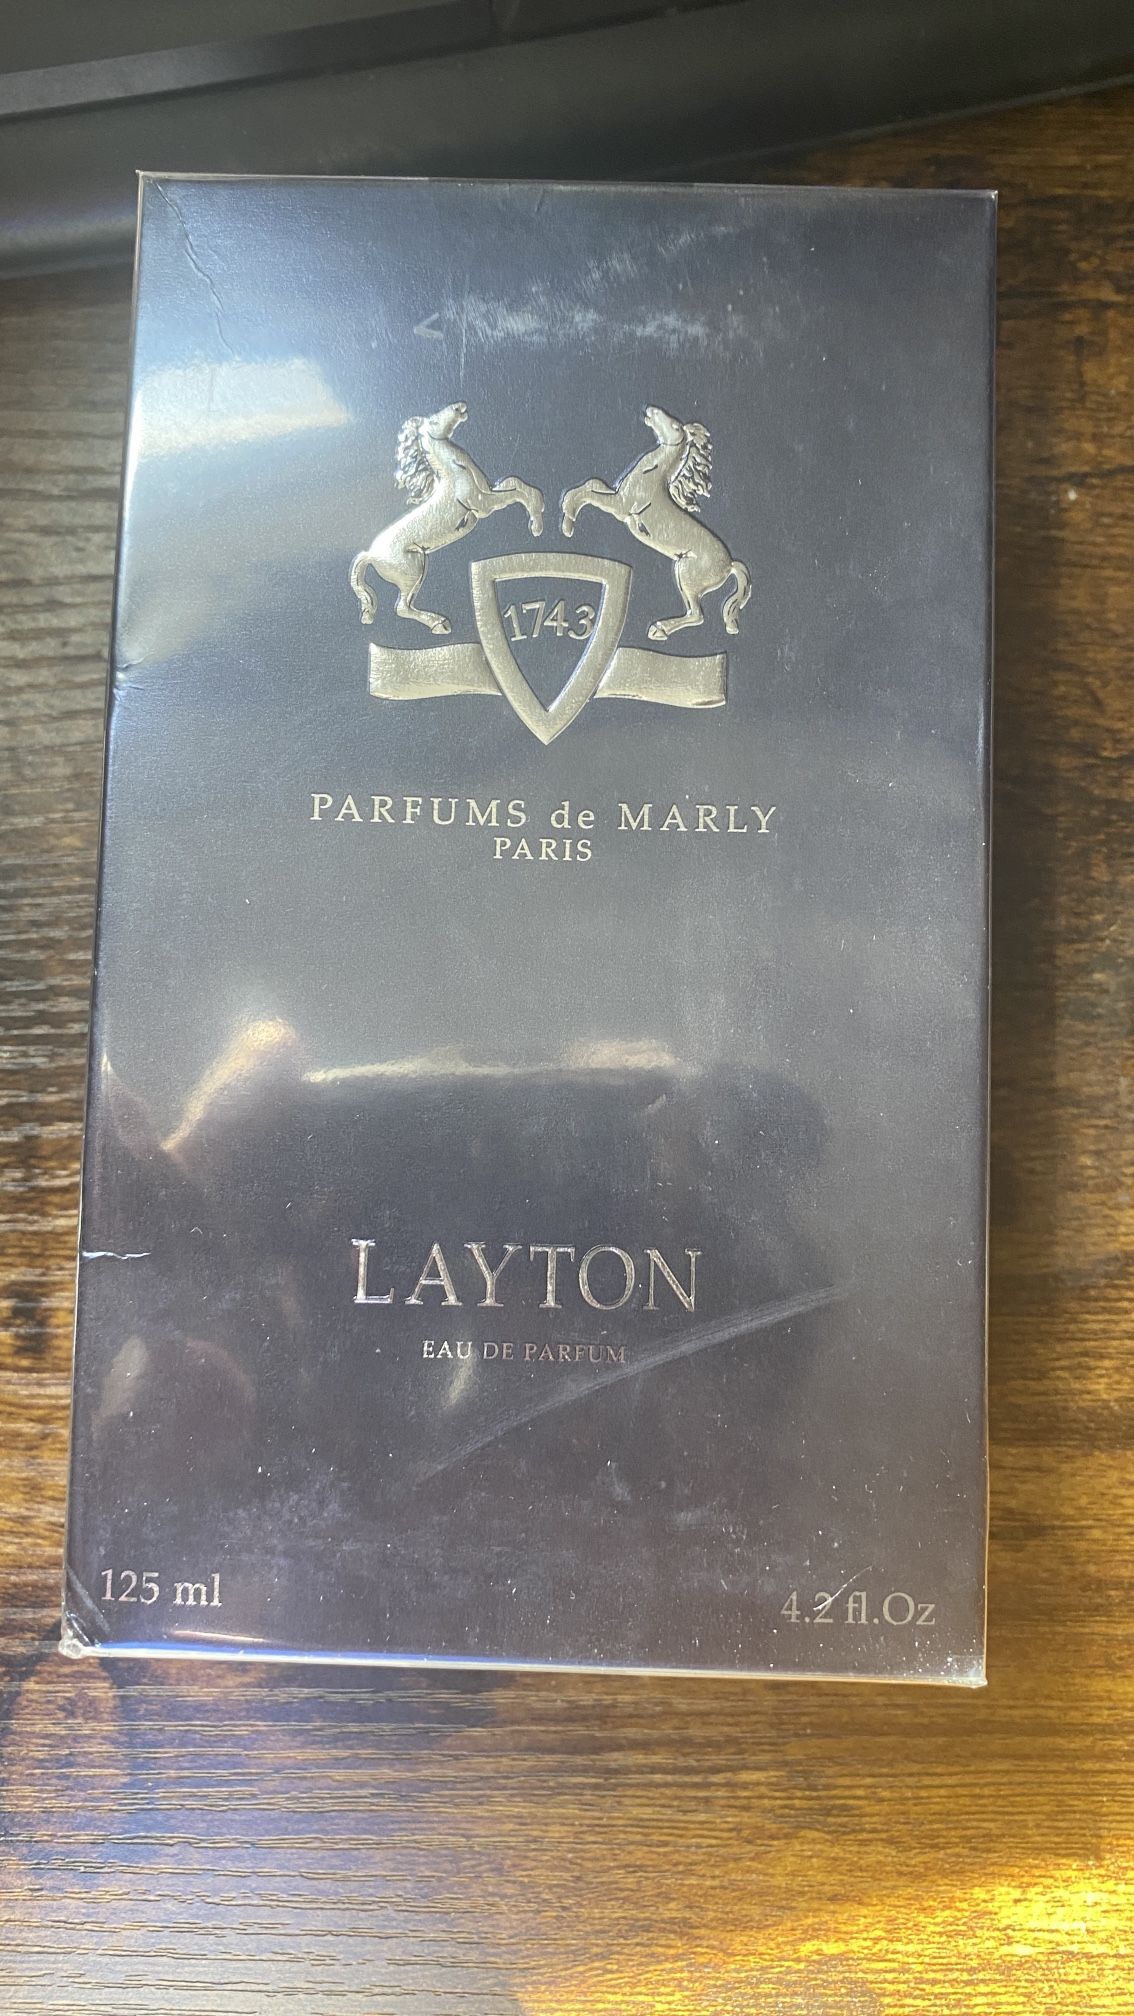 1743
PARFUMS de MARLY
PARIS
LAYTON
EAU DE PARFUM
125 ml
4.2 fl.Oz